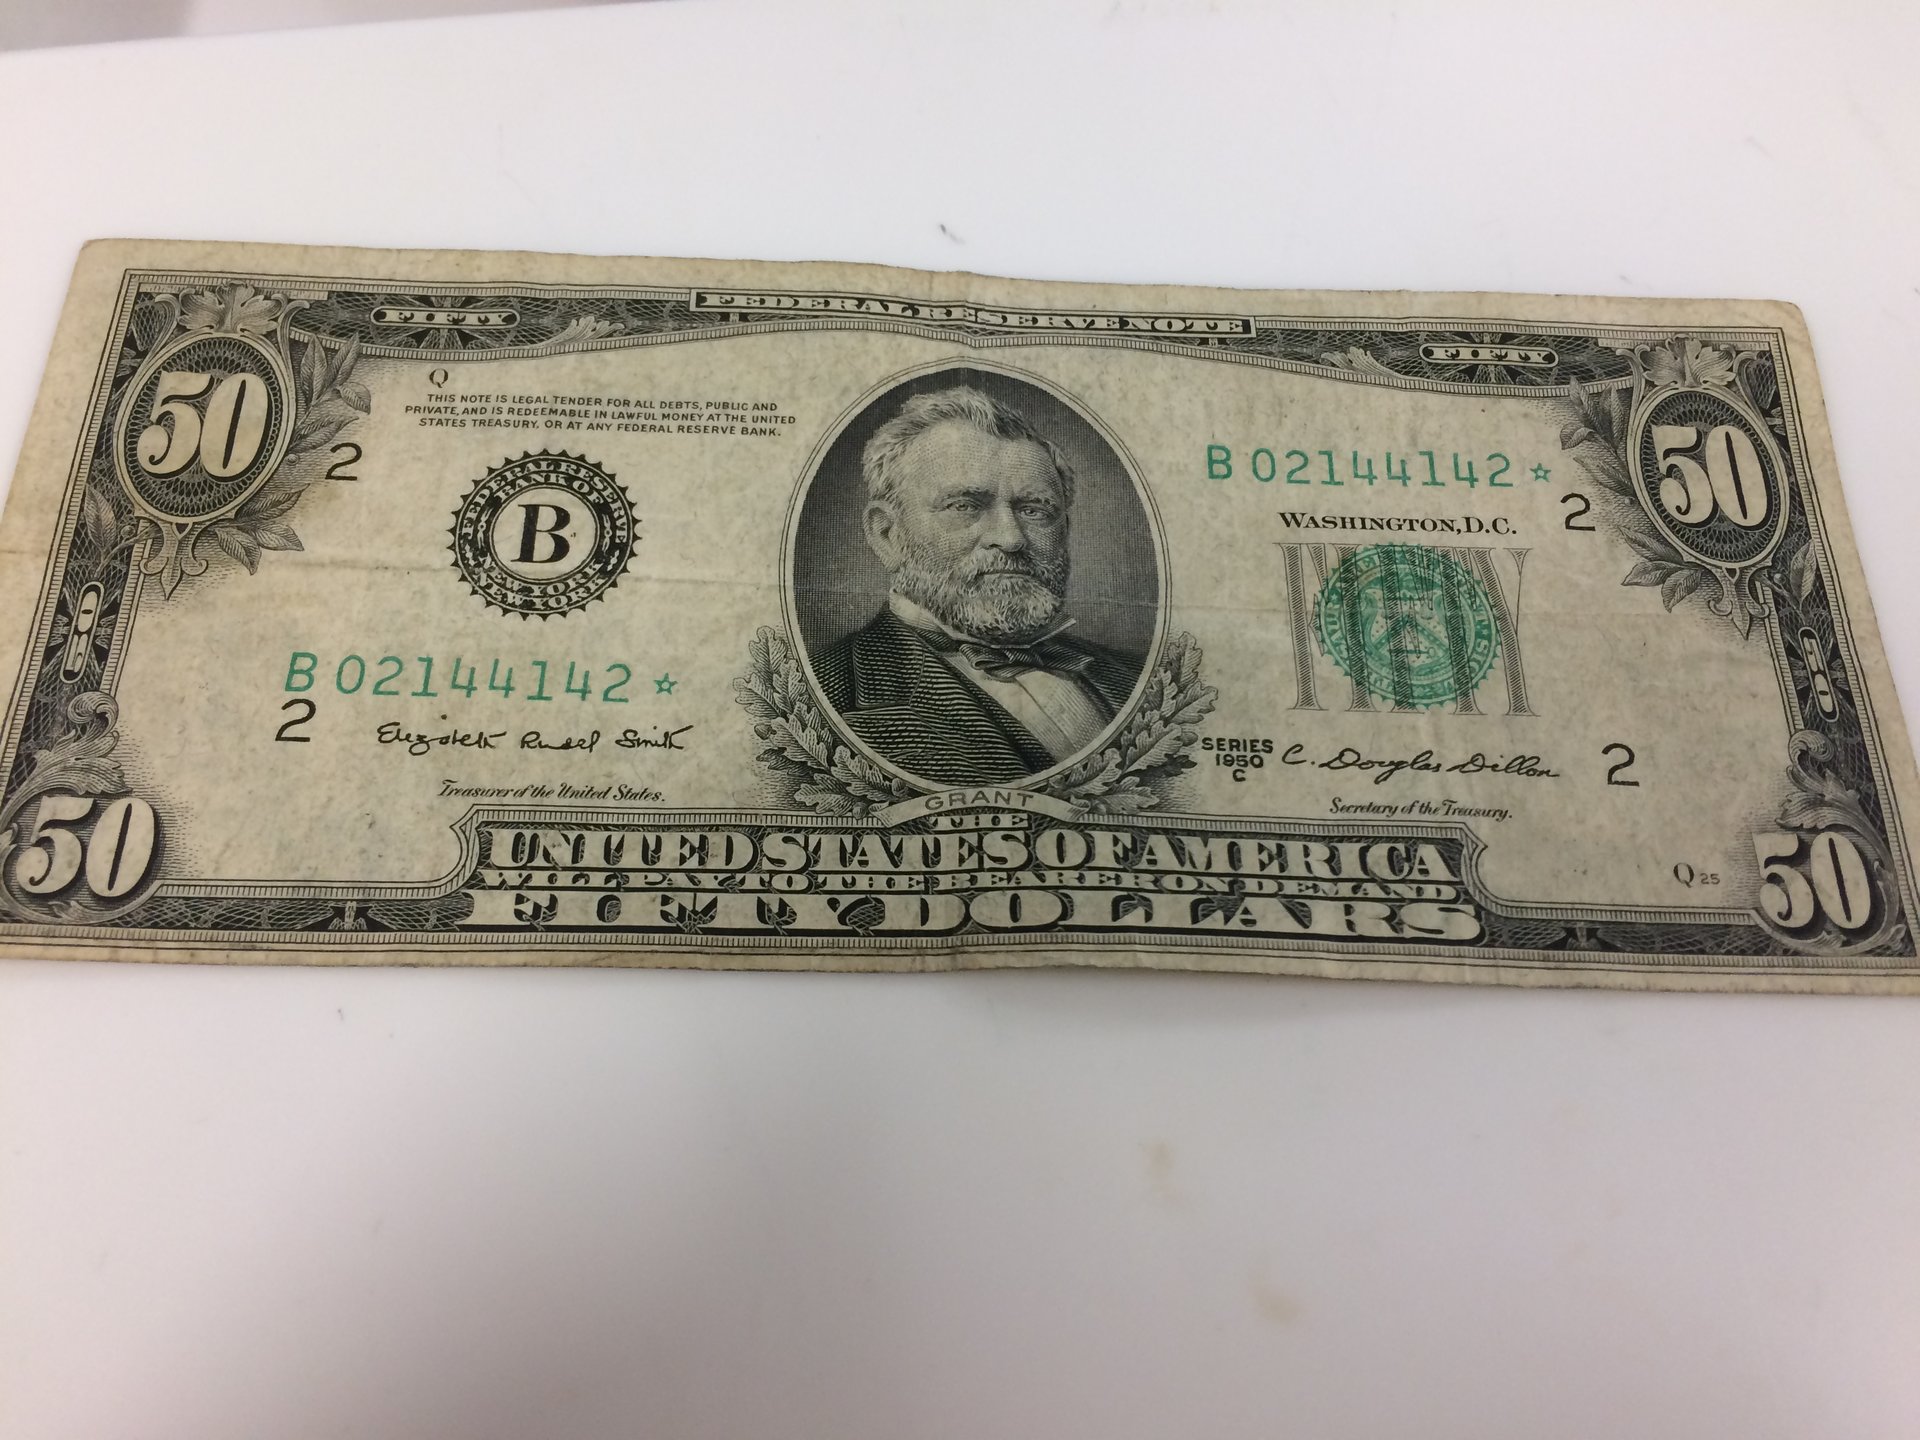 FEDERAL RESERVE NOTE
FIFTY
FIFTY
50
50
Q
THIS NOTE IS LEGAL TENDER FOR ALL DEBTS, PUBLIC AND
PRIVATE, AND IS REDEEMABLE IN LAWFUL MONEY AT THE UNITED
STATES TREASURY, OR AT ANY FEDERAL RESERVE BANK.
2
B 02144142 ☆
2
WASHINGTON, D.C.
FEDERAL RESERVE
BANK OF
B
NEW YORK
NEW YORK
FIFTY
50
50
B 02144142 ☆
2
Elizabeth Rudel Smith
Treasurer of the United States.
SERIES
1950
C
C. Douglas Dillon
2
Secretary of the Treasury.
GRANT
THE
UNITED STATES OF AMERICA
WILL PAY TO THE BEARER ON DEMAND
FIFTY DOLLARS
50
Q 25
50